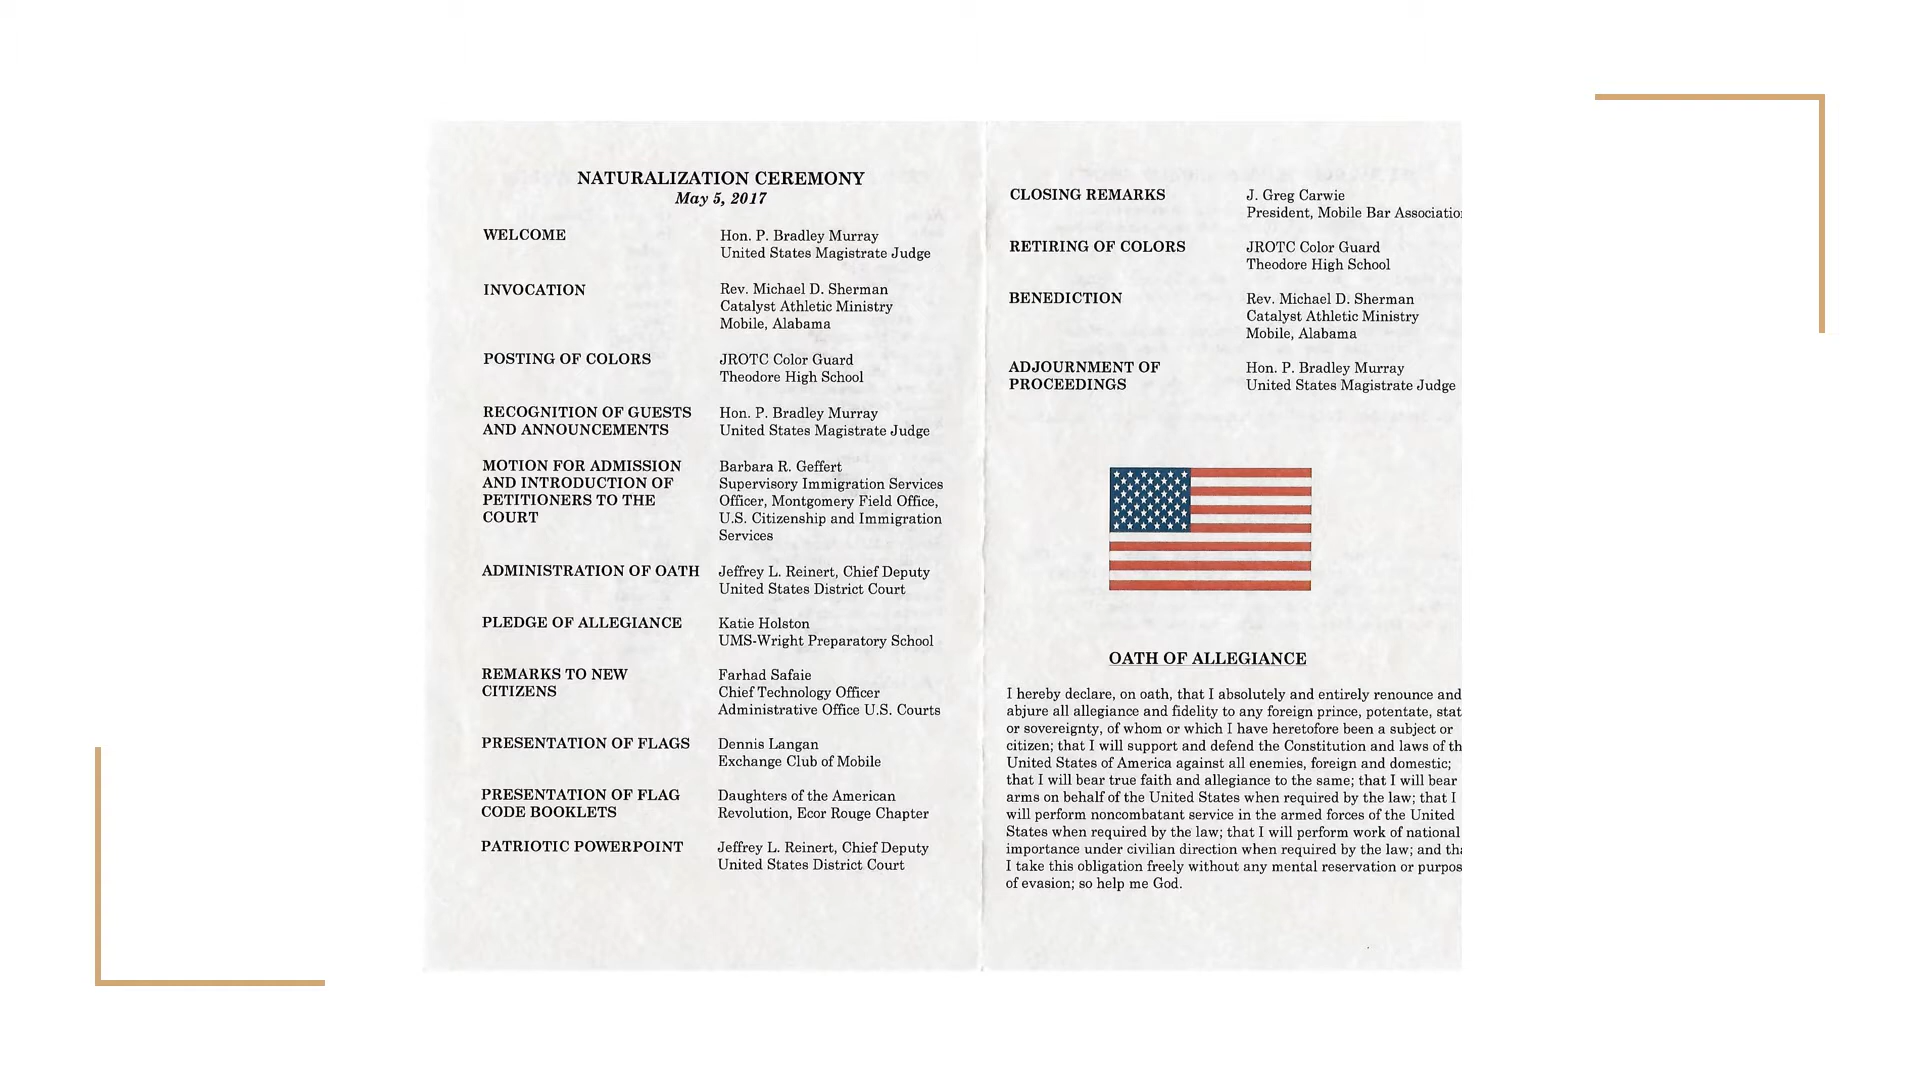 NATURALIZATION CEREMONY
May 5, 2017
WELCOME
Hon. P. Bradley Murray
United States Magistrate Judge
INVOCATION
Rev. Michael D. Sherman
Catalyst Athletic Ministry
Mobile, Alabama
POSTING OF COLORS
JROTC Color Guard
Theodore High School
RECOGNITION OF GUESTS
AND ANNOUNCEMENTS
Hon. P. Bradley Murray
United States Magistrate Judge
MOTION FOR ADMISSION
AND INTRODUCTION OF
PETITIONERS TO THE
COURT
Barbara R. Geffert
Supervisory Immigration Services
Officer, Montgomery Field Office,
U.S. Citizenship and Immigration
Services
ADMINISTRATION OF OATH
Jeffrey L. Reinert, Chief Deputy
United States District Court
PLEDGE OF ALLEGIANCE
Katie Holston
UMS-Wright Preparatory School
REMARKS TO NEW
CITIZENS
Farhad Safaie
Chief Technology Officer
Administrative Office U.S. Courts
PRESENTATION OF FLAGS
Dennis Langan
Exchange Club of Mobile
PRESENTATION OF FLAG
CODE BOOKLETS
Daughters of the American
Revolution, Ecor Rouge Chapter
PATRIOTIC POWERPOINT
Jeffrey L. Reinert, Chief Deputy
United States District Court
CLOSING REMARKS
J. Greg Carwie
President, Mobile Bar Associatio
RETIRING OF COLORS
JROTC Color Guard
Theodore High School
BENEDICTION
Rev. Michael D. Sherman
Catalyst Athletic Ministry
Mobile, Alabama
ADJOURNMENT OF
PROCEEDINGS
Hon. P. Bradley Murray
United States Magistrate Judge
OATH OF ALLEGIANCE
I hereby declare, on oath, that I absolutely and entirely renounce and
abjure all allegiance and fidelity to any foreign prince, potentate, stat
or sovereignty, of whom or which I have heretofore been a subject or
citizen; that I will support and defend the Constitution and laws of th
United States of America against all enemies, foreign and domestic;
that I will bear true faith and allegiance to the same; that I will bear
arms on behalf of the United States when required by the law; that I
will perform noncombatant service in the armed forces of the United
States when required by the law; that I will perform work of national
importance under civilian direction when required by the law; and th
I take this obligation freely without any mental reservation or purpos
of evasion; so help me God.